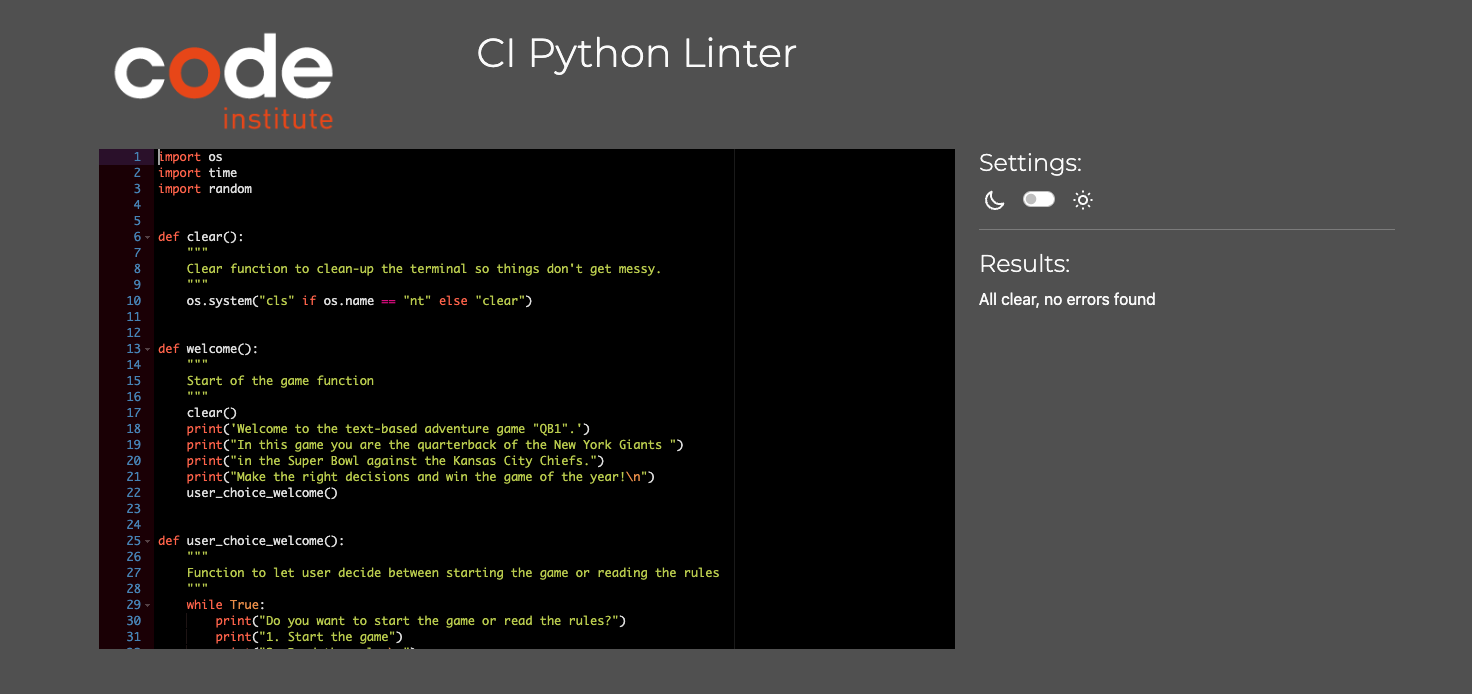 code
institute
CI Python Linter
1 import os
2 import time
3 import random
4
5
6 def clear():
7 """
8 Clear function to clean-up the terminal so things don't get messy.
9 """
10 os.system("cls" if os.name == "nt" else "clear")
11
12
13 def welcome():
14 """
15 Start of the game function
16 """
17 clear()
18 print('Welcome to the text-based adventure game "QB1".')
19 print("In this game you are the quarterback of the New York Giants ")
20 print("in the Super Bowl against the Kansas City Chiefs.")
21 print("Make the right decisions and win the game of the year!\n")
22 user_choice_welcome()
23
24
25 def user_choice_welcome():
26 """
27 Function to let user decide between starting the game or reading the rules
28 """
29 while True:
30 print("Do you want to start the game or read the rules?")
31 print("1. Start the game")
Settings:
Results:
All clear, no errors found